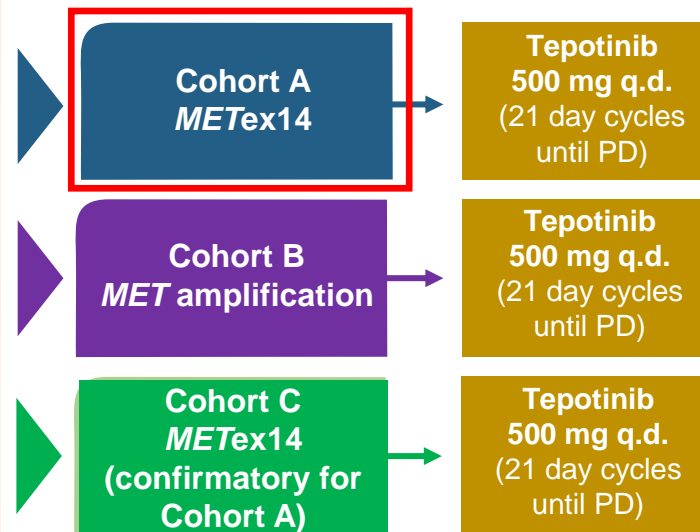 Cohort A
METex14
Tepotinib
500 mg q.d.
(21 day cycles
until PD)
Cohort B
MET amplification
Tepotinib
500 mg q.d.
(21 day cycles
until PD)
Cohort C
METex14
(confirmatory for
Cohort A)
Tepotinib
500 mg q.d.
(21 day cycles
until PD)